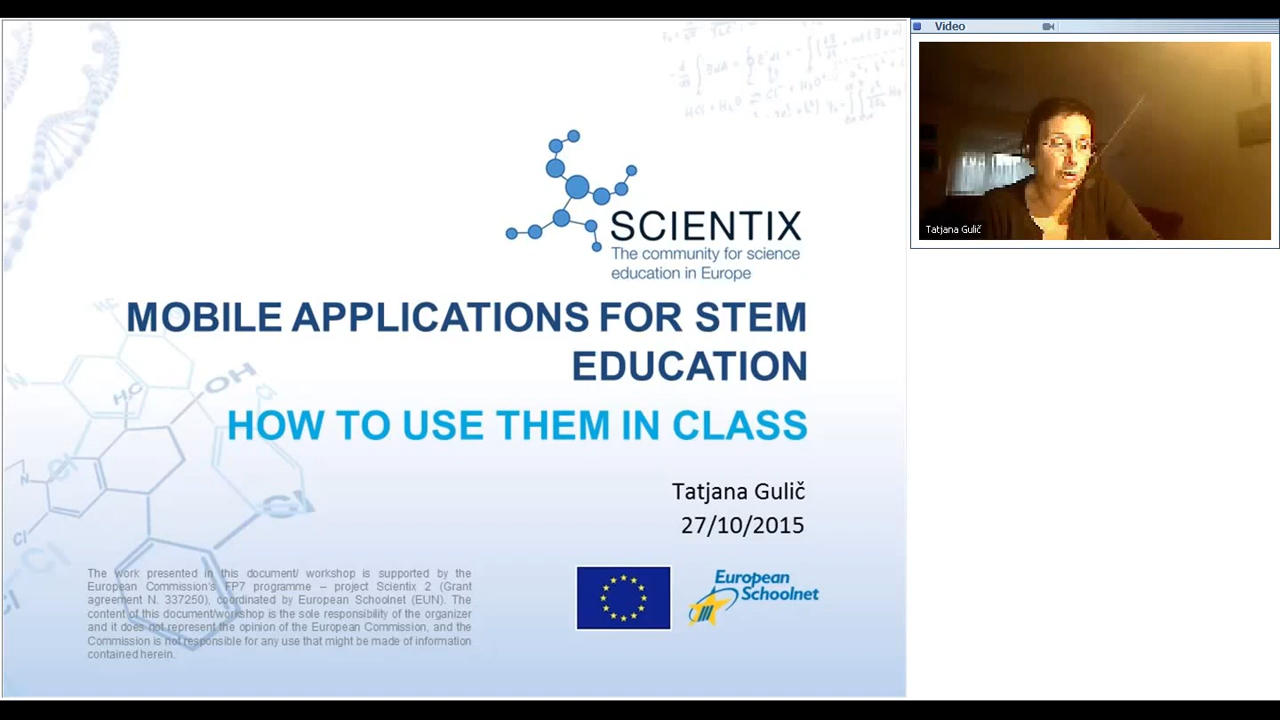 Video
Tatjana Gulič
SCIENTIX
The community for science
education in Europe
MOBILE APPLICATIONS FOR STEM
EDUCATION
HOW TO USE THEM IN CLASS
Tatjana Gulič
27/10/2015
The work presented in this document/ workshop is supported by the
European Commission's FP7 programme – project Scientix 2 (Grant
agreement N. 337250), coordinated by European Schoolnet (EUN). The
content of this document/workshop is the sole responsibility of the organizer
and it does not represent the opinion of the European Commission, and the
Commission is not responsible for any use that might be made of information
contained herein.
European
Schoolnet
OH
H₃C
Cl
N
Cl
Cl